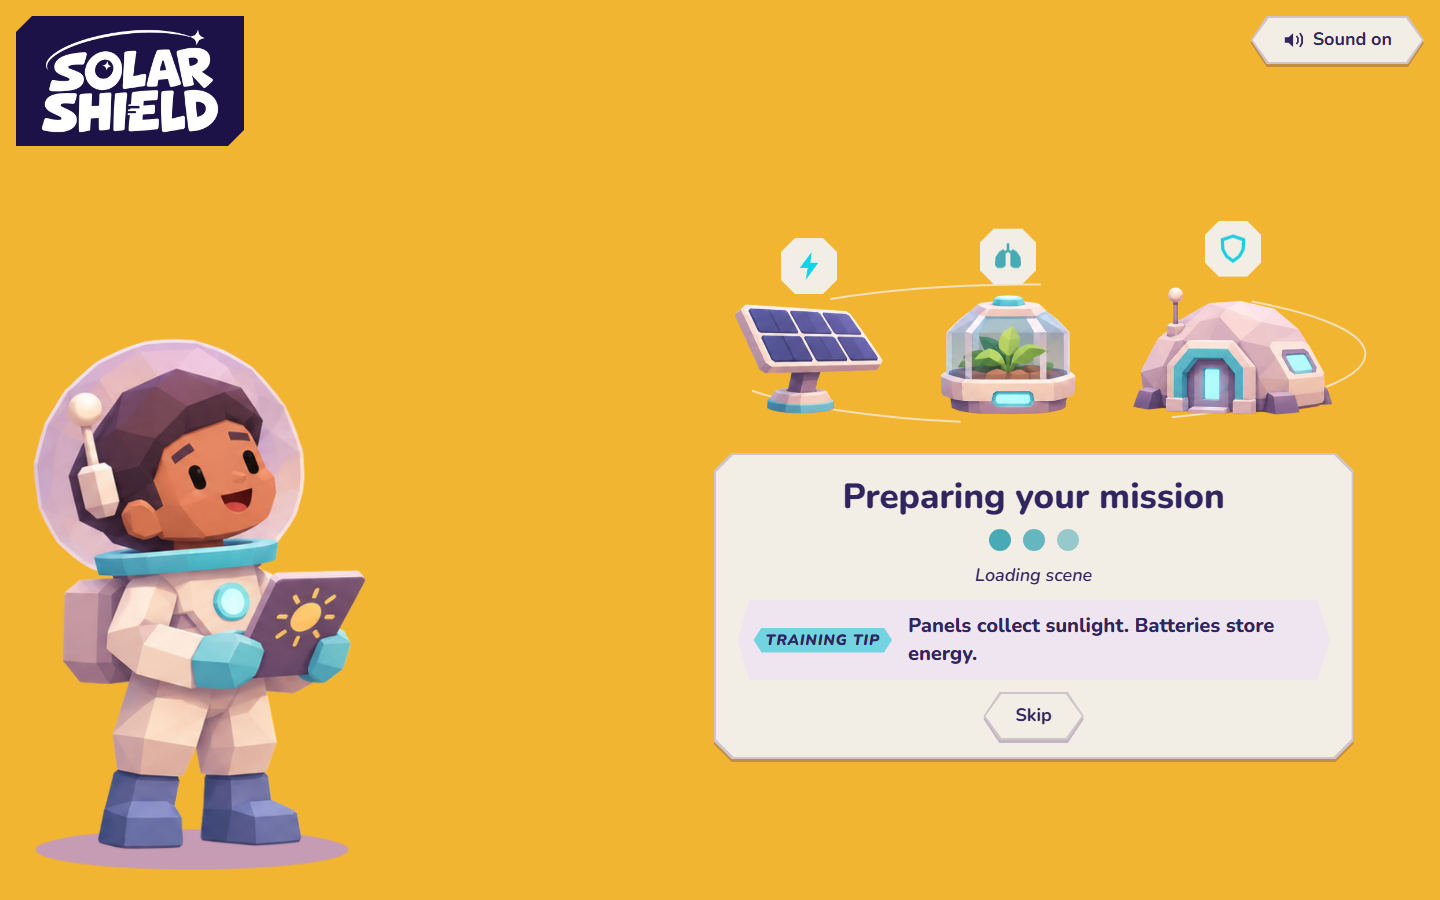 SOLAR
SHIELD
Sound on
Preparing your mission
Loading scene
TRAINING TIP
Panels collect sunlight. Batteries store
energy.
Skip